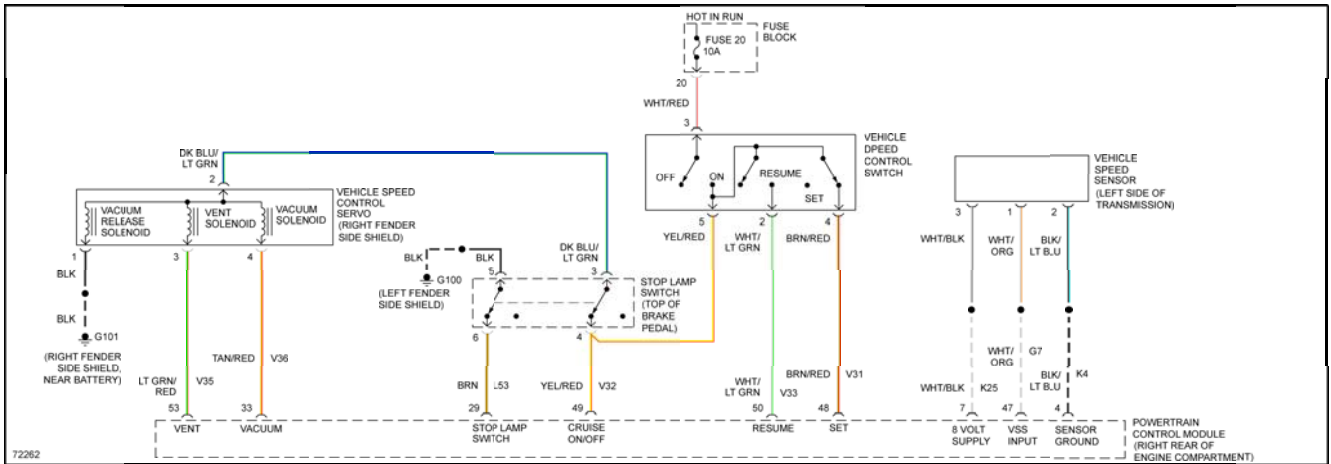 HOT IN RUN
FUSE 20
10A
FUSE
BLOCK
20
WHT/RED
3
VEHICLE
DPEED
CONTROL
SWITCH
OFF
ON
RESUME
SET
5
2
4
YEL/RED
WHT/
LT GRN
BRN/RED
DK BLU/
LT GRN
2
VACUUM
RELEASE
SOLENOID
VENT
SOLENOID
VACUUM
SOLENOID
VEHICLE SPEED
CONTROL
SERVO
(RIGHT FENDER
SIDE SHIELD)
1
3
4
BLK
BLK
G101
(RIGHT FENDER
SIDE SHIELD,
NEAR BATTERY)
LT GRN/
RED
V35
TAN/RED
V36
BLK
BLK
G100
(LEFT FENDER
SIDE SHIELD)
5
DK BLU/
LT GRN
3
STOP LAMP
SWITCH
(TOP OF
BRAKE
PEDAL)
6
4
BRN
L53
YEL/RED
V32
WHT/
LT GRN
V33
BRN/RED
V31
VEHICLE
SPEED
SENSOR
(LEFT SIDE OF
TRANSMISSION)
3
1
2
WHT/BLK
WHT/
ORG
BLK/
LT BLU
WHT/BLK
K25
WHT/
ORG
G7
BLK/
LT BLU
K4
53
33
29
49
50
48
7
47
4
VENT
VACUUM
STOP LAMP
SWITCH
CRUISE
ON/OFF
RESUME
SET
8 VOLT
SUPPLY
VSS
INPUT
SENSOR
GROUND
POWERTRAIN
CONTROL MODULE
(RIGHT REAR OF
ENGINE COMPARTMENT)
72262